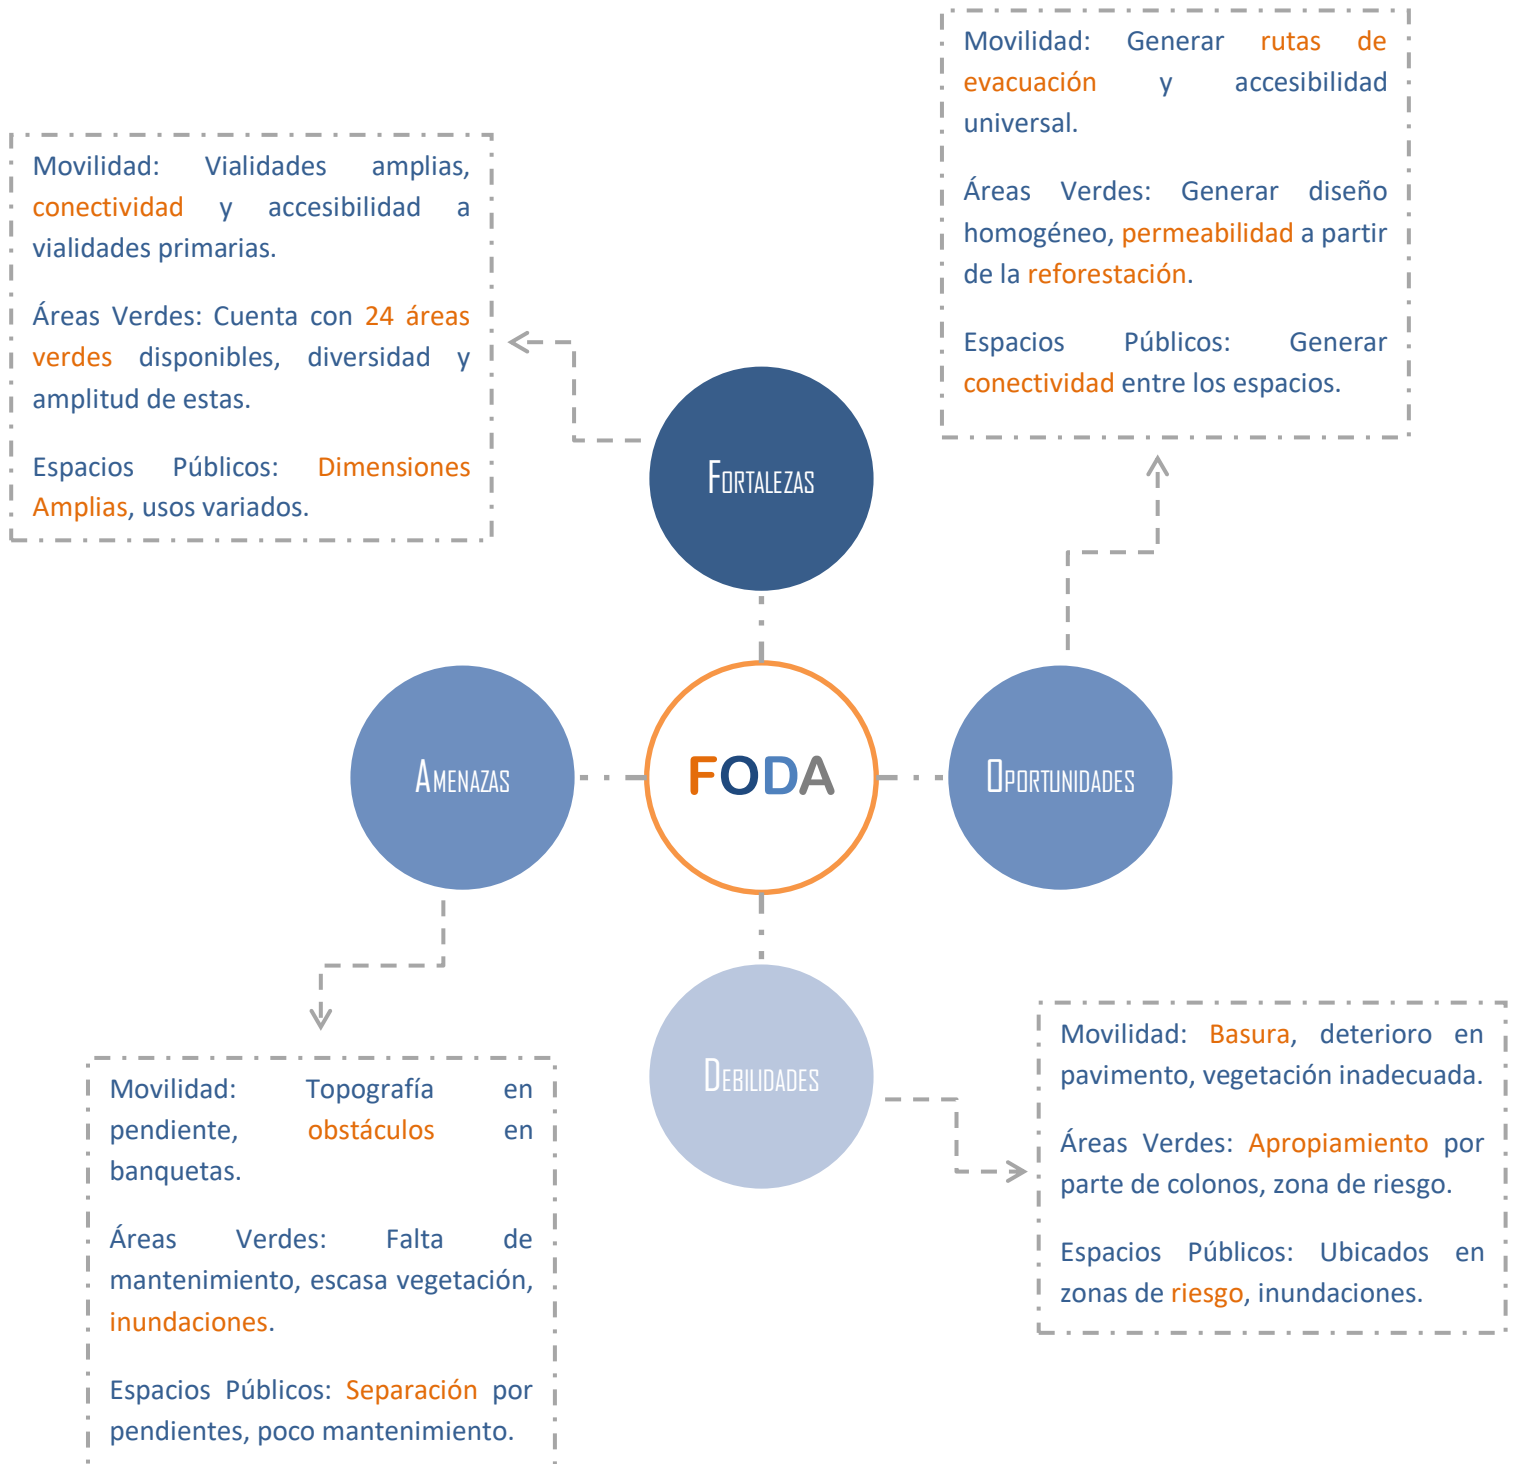 Movilidad: Generar rutas de
evacuación y accesibilidad
universal.
Áreas Verdes: Generar diseño
homogéneo, permeabilidad a partir
de la reforestación.
Espacios Públicos: Generar
conectividad entre los espacios.
Movilidad: Vialidades amplias,
conectividad y accesibilidad a
vialidades primarias.
Áreas Verdes: Cuenta con 24 áreas
verdes disponibles, diversidad y
amplitud de estas.
Espacios Públicos: Dimensiones
Amplias, usos variados.
FORTALEZAS
AMENAZAS
FODA
OPORTUNIDADES
DEBILIDADES
Movilidad: Topografía en
pendiente, obstáculos en
banquetas.
Áreas Verdes: Falta de
mantenimiento, escasa vegetación,
inundaciones.
Espacios Públicos: Separación por
pendientes, poco mantenimiento.
Movilidad: Basura, deterioro en
pavimento, vegetación inadecuada.
Áreas Verdes: Apropiamiento por
parte de colonos, zona de riesgo.
Espacios Públicos: Ubicados en
zonas de riesgo, inundaciones.